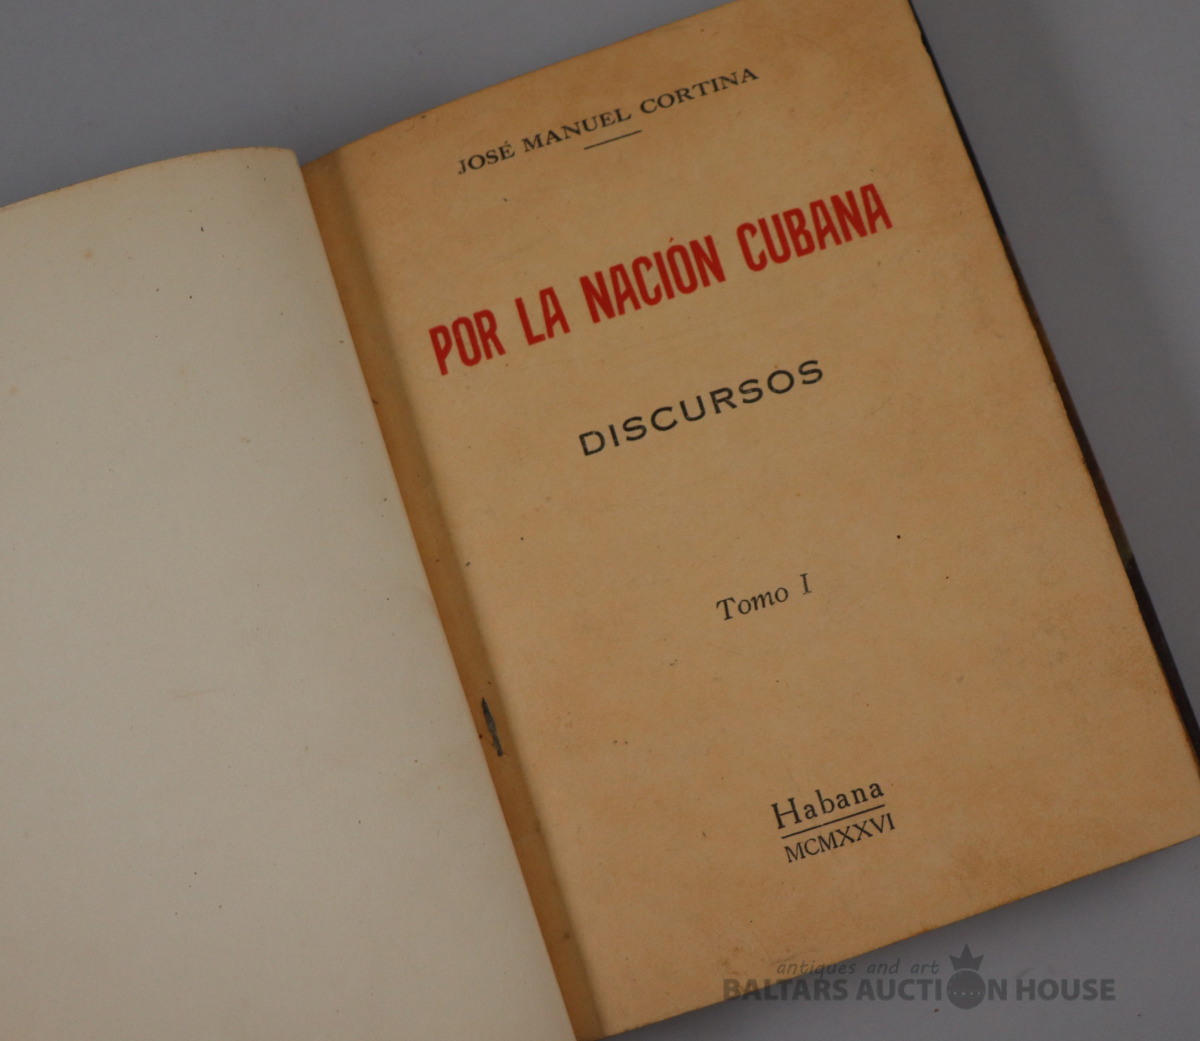 JOSÉ MANUEL CORTINA
POR LA NACIÓN CUBANA
DISCURSOS
Tomo I
Habana
MCMXXVI
antiques and art
BALTARS AUCTION HOUSE